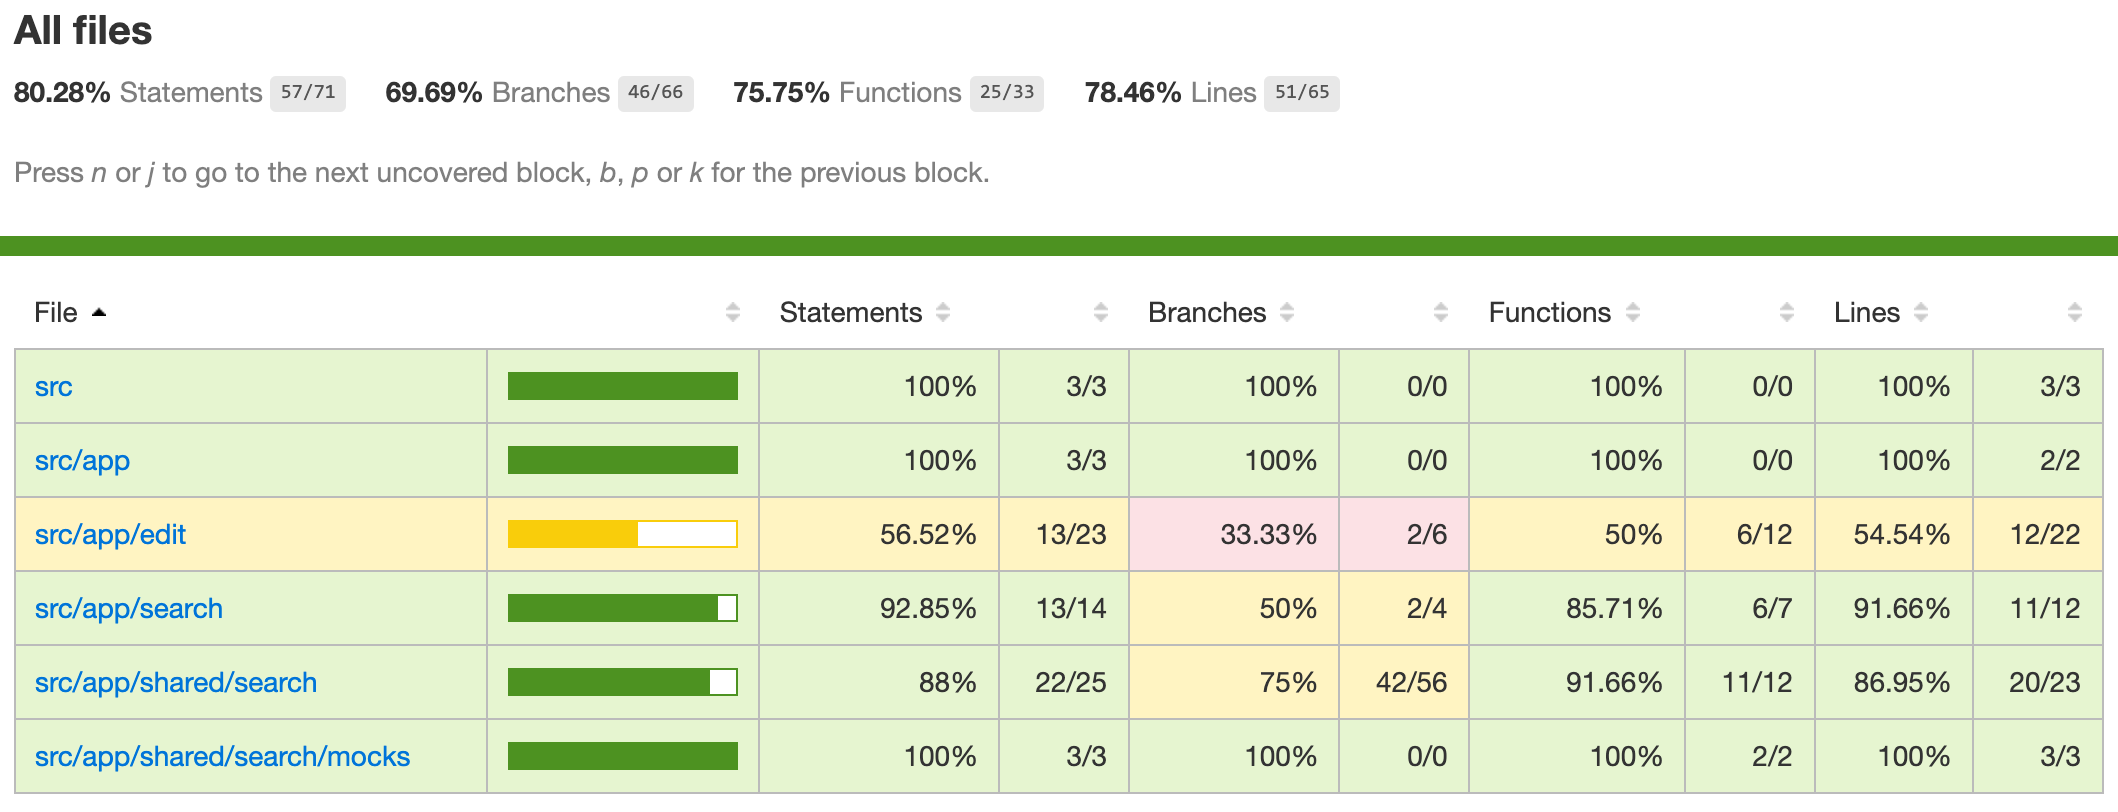 All files
80.28% Statements 57/71 69.69% Branches 46/66 75.75% Functions 25/33 78.46% Lines 51/65
Press n or j to go to the next uncovered block, b, p or k for the previous block.
File Statements Branches Functions Lines
src 100% 3/3 100% 0/0 100% 0/0 100% 3/3
src/app 100% 3/3 100% 0/0 100% 0/0 100% 2/2
src/app/edit 56.52% 13/23 33.33% 2/6 50% 6/12 54.54% 12/22
src/app/search 92.85% 13/14 50% 2/4 85.71% 6/7 91.66% 11/12
src/app/shared/search 88% 22/25 75% 42/56 91.66% 11/12 86.95% 20/23
src/app/shared/search/mocks 100% 3/3 100% 0/0 100% 2/2 100% 3/3